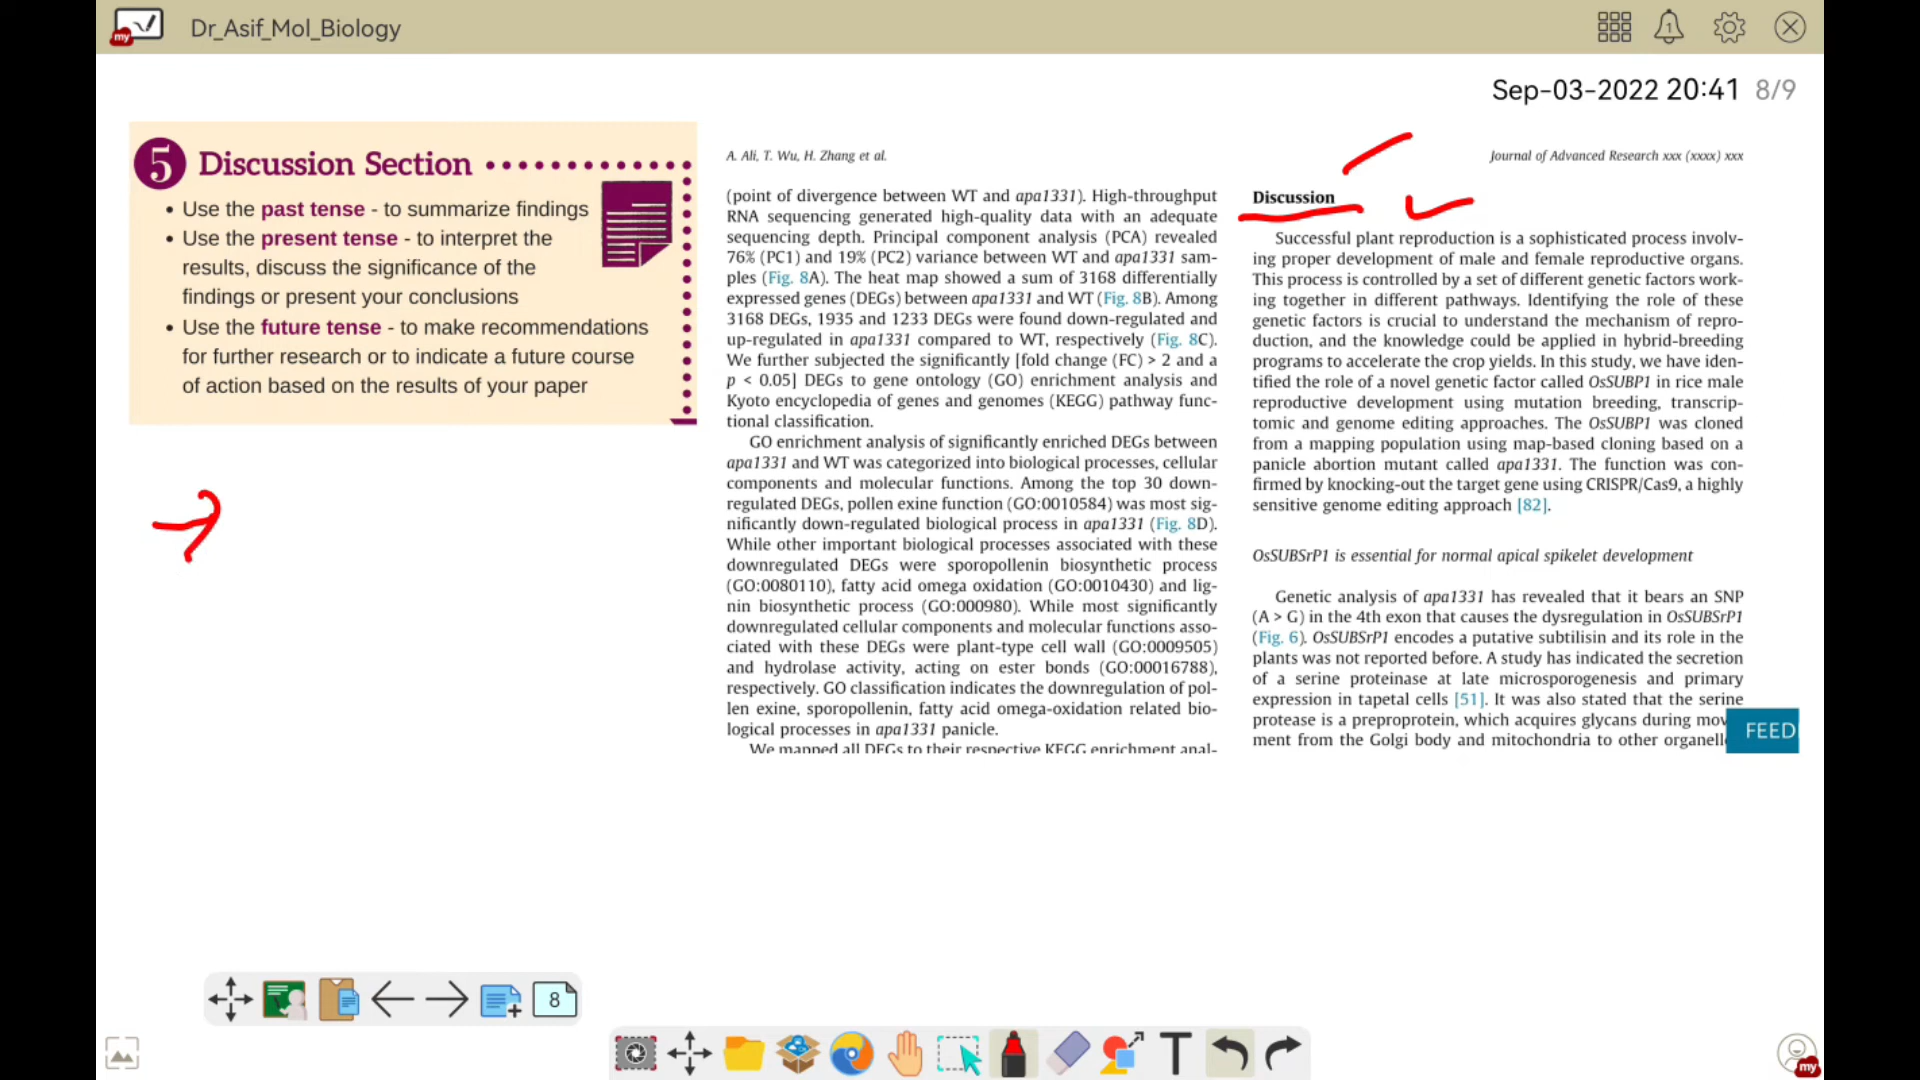 my
Dr_Asif_Mol_Biology
1
Sep-03-2022 20:41 8/9
5 Discussion Section
• Use the past tense - to summarize findings
• Use the present tense - to interpret the
results, discuss the significance of the
findings or present your conclusions
• Use the future tense - to make recommendations
for further research or to indicate a future course
of action based on the results of your paper
A. Ali, T. Wu, H. Zhang et al.
(point of divergence between WT and apa1331). High-throughput
RNA sequencing generated high-quality data with an adequate
sequencing depth. Principal component analysis (PCA) revealed
76% (PC1) and 19% (PC2) variance between WT and apa1331 sam-
ples (Fig. 8A). The heat map showed a sum of 3168 differentially
expressed genes (DEGs) between apa1331 and WT (Fig. 8B). Among
3168 DEGs, 1935 and 1233 DEGs were found down-regulated and
up-regulated in apa1331 compared to WT, respectively (Fig. 8C).
We further subjected the significantly [fold change (FC) > 2 and a
p < 0.05] DEGs to gene ontology (GO) enrichment analysis and
Kyoto encyclopedia of genes and genomes (KEGG) pathway func-
tional classification.
GO enrichment analysis of significantly enriched DEGs between
apa1331 and WT was categorized into biological processes, cellular
components and molecular functions. Among the top 30 down-
regulated DEGs, pollen exine function (GO:0010584) was most sig-
nificantly down-regulated biological process in apa1331 (Fig. 8D).
While other important biological processes associated with these
downregulated DEGs were sporopollenin biosynthetic process
(GO:0080110), fatty acid omega oxidation (GO:0010430) and lig-
nin biosynthetic process (GO:000980). While most significantly
downregulated cellular components and molecular functions asso-
ciated with these DEGs were plant-type cell wall (GO:0009505)
and hydrolase activity, acting on ester bonds (GO:00016788),
respectively. GO classification indicates the downregulation of pol-
len exine, sporopollenin, fatty acid omega-oxidation related bio-
logical processes in apa1331 panicle.
We mapped all DEGs to their respective KEGG enrichment anal-
Journal of Advanced Research xxx (xxxx) xxx
Discussion
Successful plant reproduction is a sophisticated process involv-
ing proper development of male and female reproductive organs.
This process is controlled by a set of different genetic factors work-
ing together in different pathways. Identifying the role of these
genetic factors is crucial to understand the mechanism of repro-
duction, and the knowledge could be applied in hybrid-breeding
programs to accelerate the crop yields. In this study, we have iden-
tified the role of a novel genetic factor called OsSUBP1 in rice male
reproductive development using mutation breeding, transcrip-
tomic and genome editing approaches. The OsSUBP1 was cloned
from a mapping population using map-based cloning based on a
panicle abortion mutant called apa1331. The function was con-
firmed by knocking-out the target gene using CRISPR/Cas9, a highly
sensitive genome editing approach [82].
OsSUBSrP1 is essential for normal apical spikelet development
Genetic analysis of apa1331 has revealed that it bears an SNP
(A > G) in the 4th exon that causes the dysregulation in OsSUBSrP1
(Fig. 6). OsSUBSrP1 encodes a putative subtilisin and its role in the
plants was not reported before. A study has indicated the secretion
of a serine proteinase at late microsporogenesis and primary
expression in tapetal cells [51]. It was also stated that the serine
protease is a preproprotein, which acquires glycans during mov
ment from the Golgi body and mitochondria to other organell
FEED
8
T
my